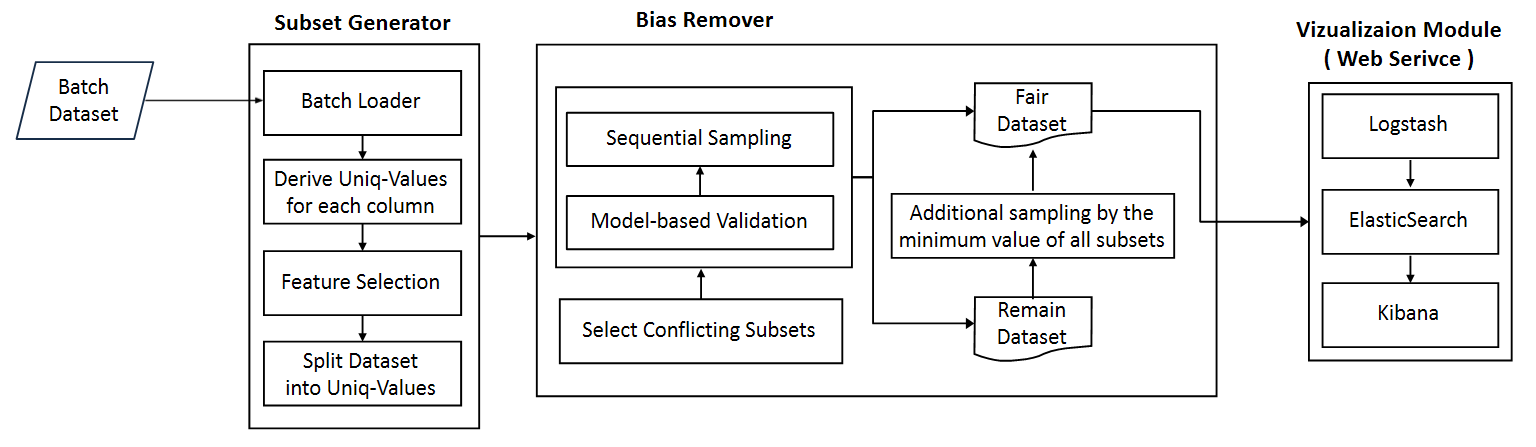 Subset Generator
Bias Remover
Vizualizaion Module
( Web Serivce )
Batch
Dataset
Batch Loader
Derive Uniq-Values
for each column
Feature Selection
Split Dataset
into Uniq-Values
Sequential Sampling
Model-based Validation
Select Conflicting Subsets
Fair
Dataset
Additional sampling by the
minimum value of all subsets
Remain
Dataset
Logstash
ElasticSearch
Kibana